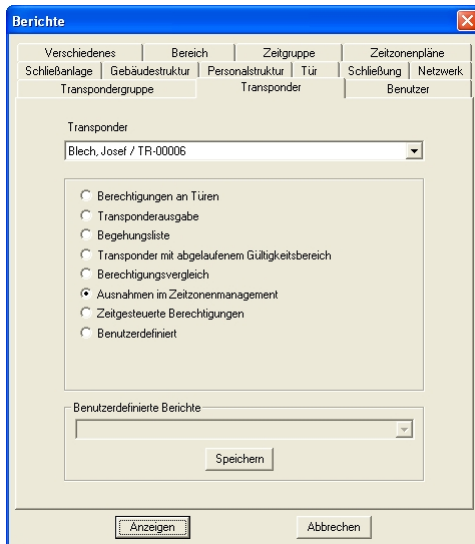 Berichte
Verschiedenes Bereich Zeitgruppe Zeitzonenpläne
Schließanlage Gebäudestruktur Personalstruktur Tür Schließung Netzwerk
Transpondergruppe Transponder Benutzer
Transponder
Blech, Josef / TR-00006
Berechtigungen an Türen
Transponderausgabe
Begehungsliste
Transponder mit abgelaufenem Gültigkeitsbereich
Berechtigungsvergleich
Ausnahmen im Zeitzonenmanagement
Zeitgesteuerte Berechtigungen
Benutzerdefiniert
Benutzerdefinierte Berichte
Speichern
Anzeigen Abbrechen